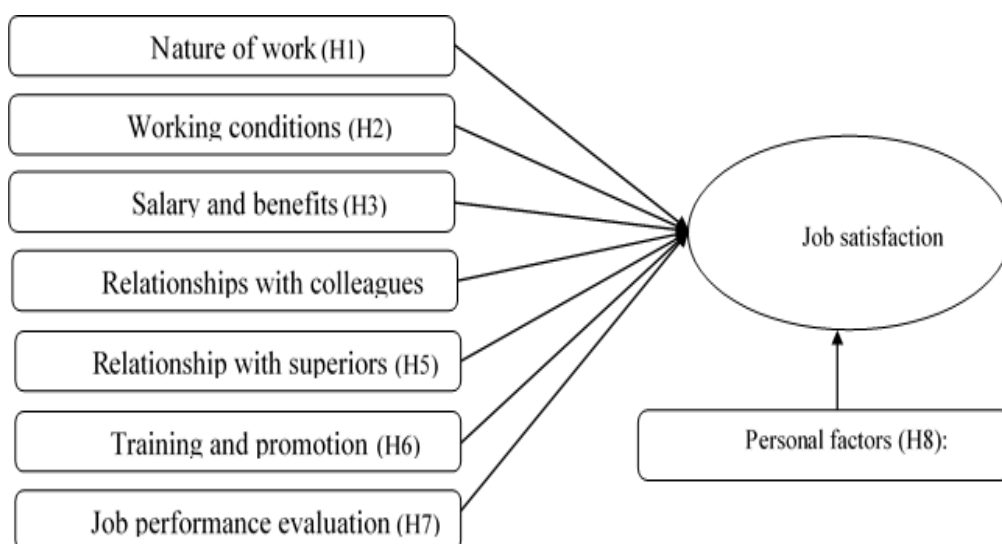 Nature of work (H1)
Working conditions (H2)
Salary and benefits (H3)
Relationships with colleagues
Relationship with superiors (H5)
Training and promotion (H6)
Job performance evaluation (H7)
Job satisfaction
Personal factors (H8):